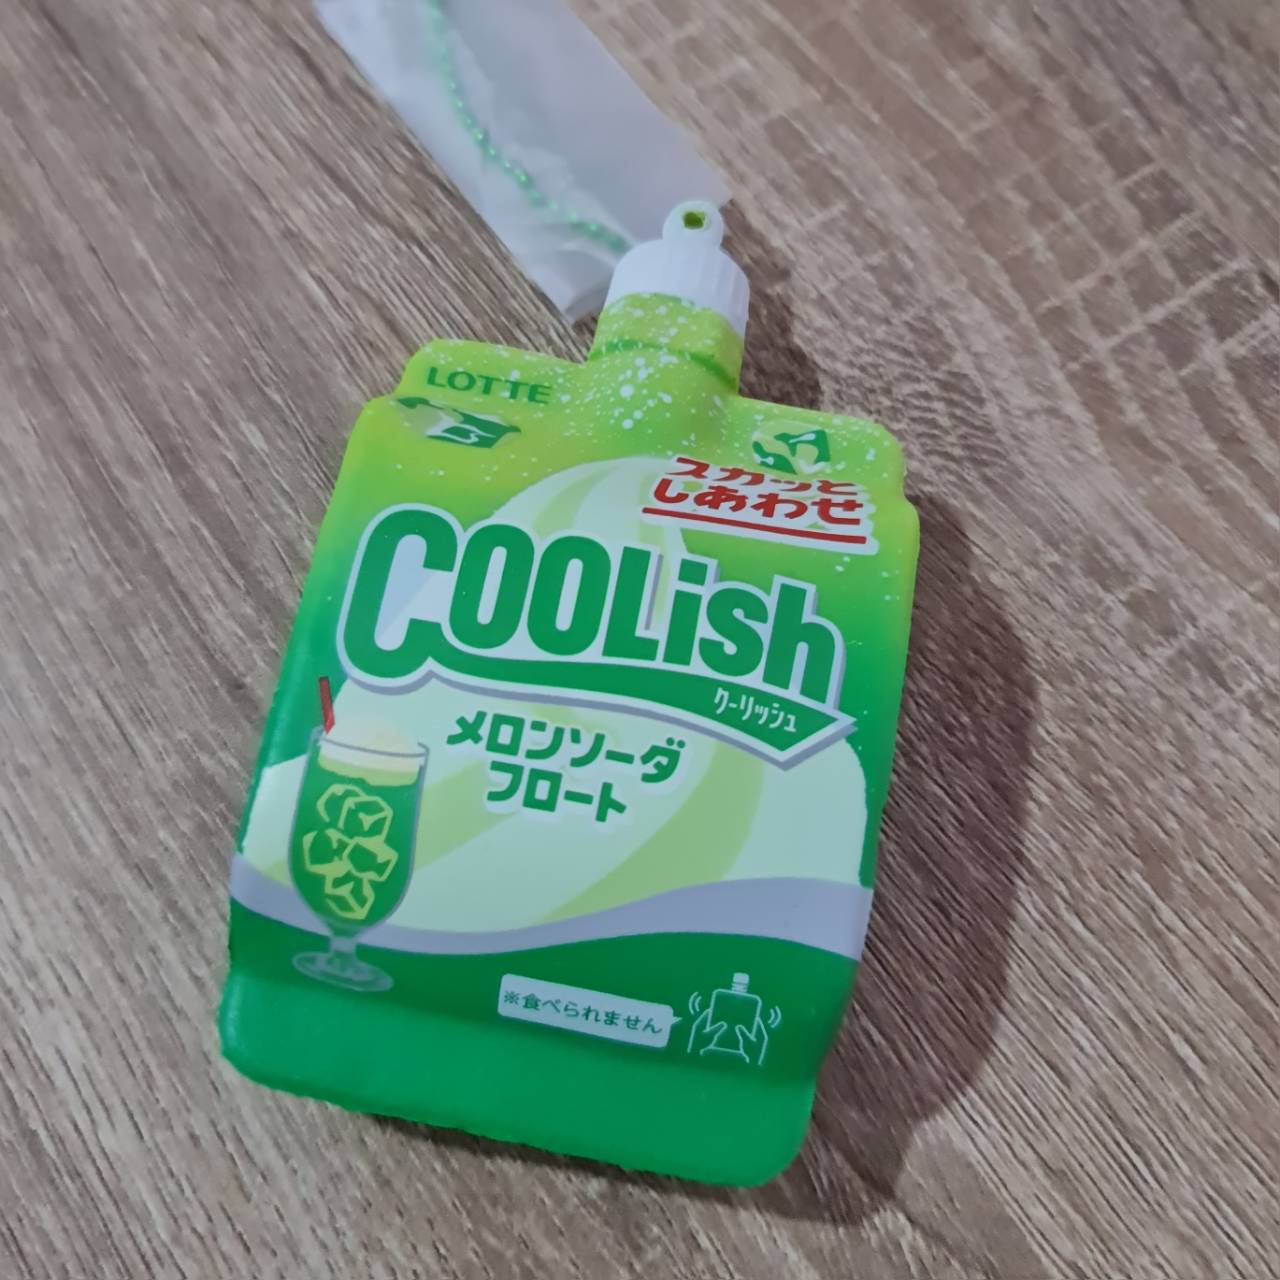 LOTTE
スカッと
しあわせ
COOLish
クーリッシュ
メロンソーダ
フロート
※食べられません